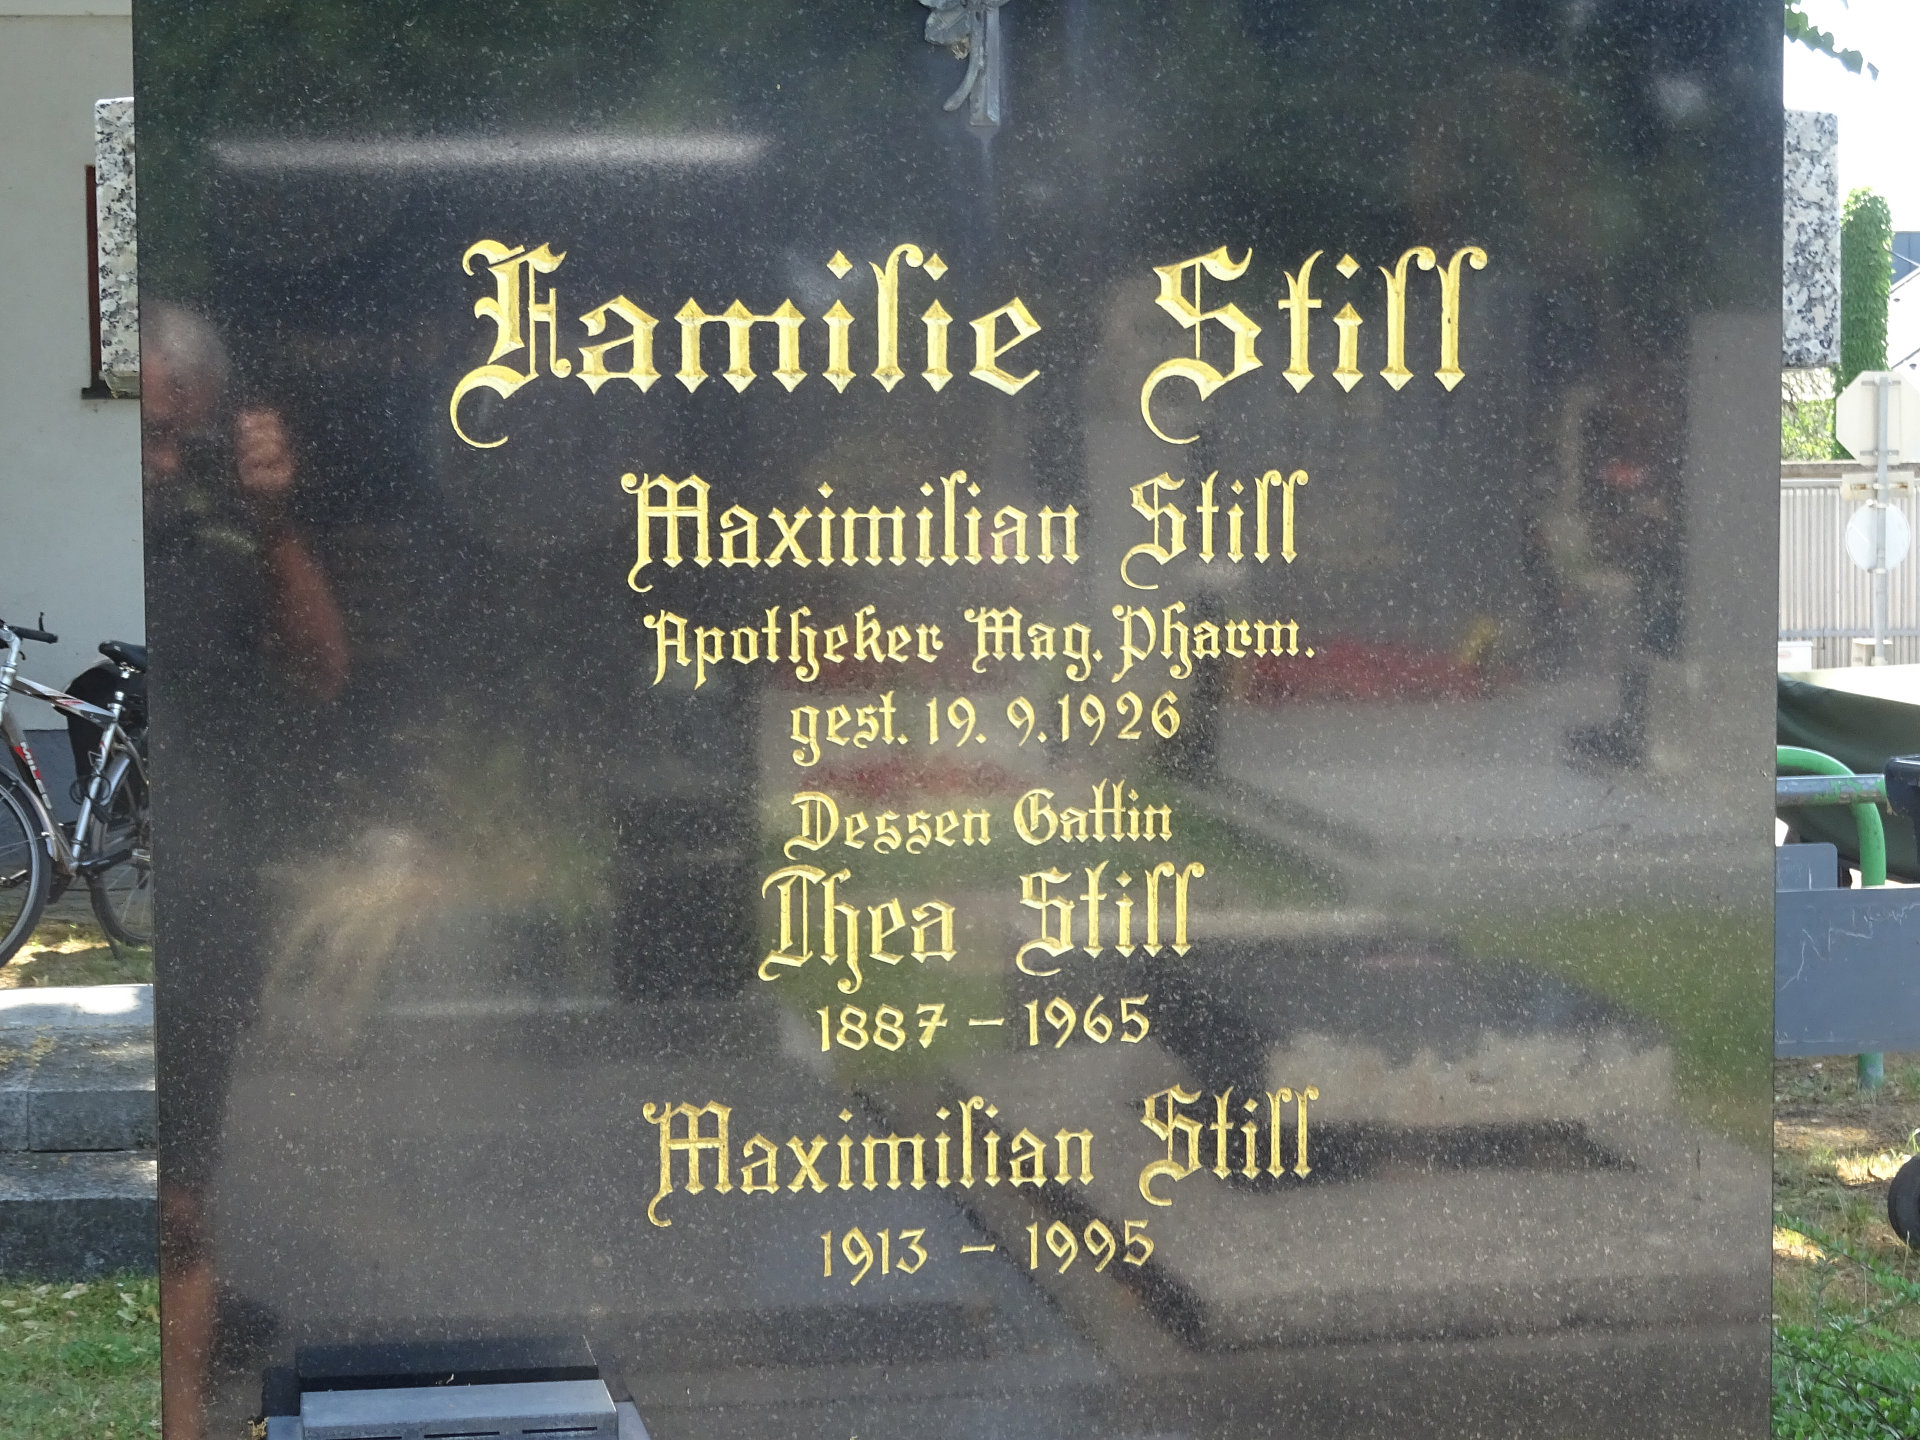 Familie Still
Maximilian Still
Apotheker Mag. Pharm.
gest. 19. 9. 1926
Dessen Gattin
Thea Still
1887 – 1965
Maximilian Still
1913 – 1995